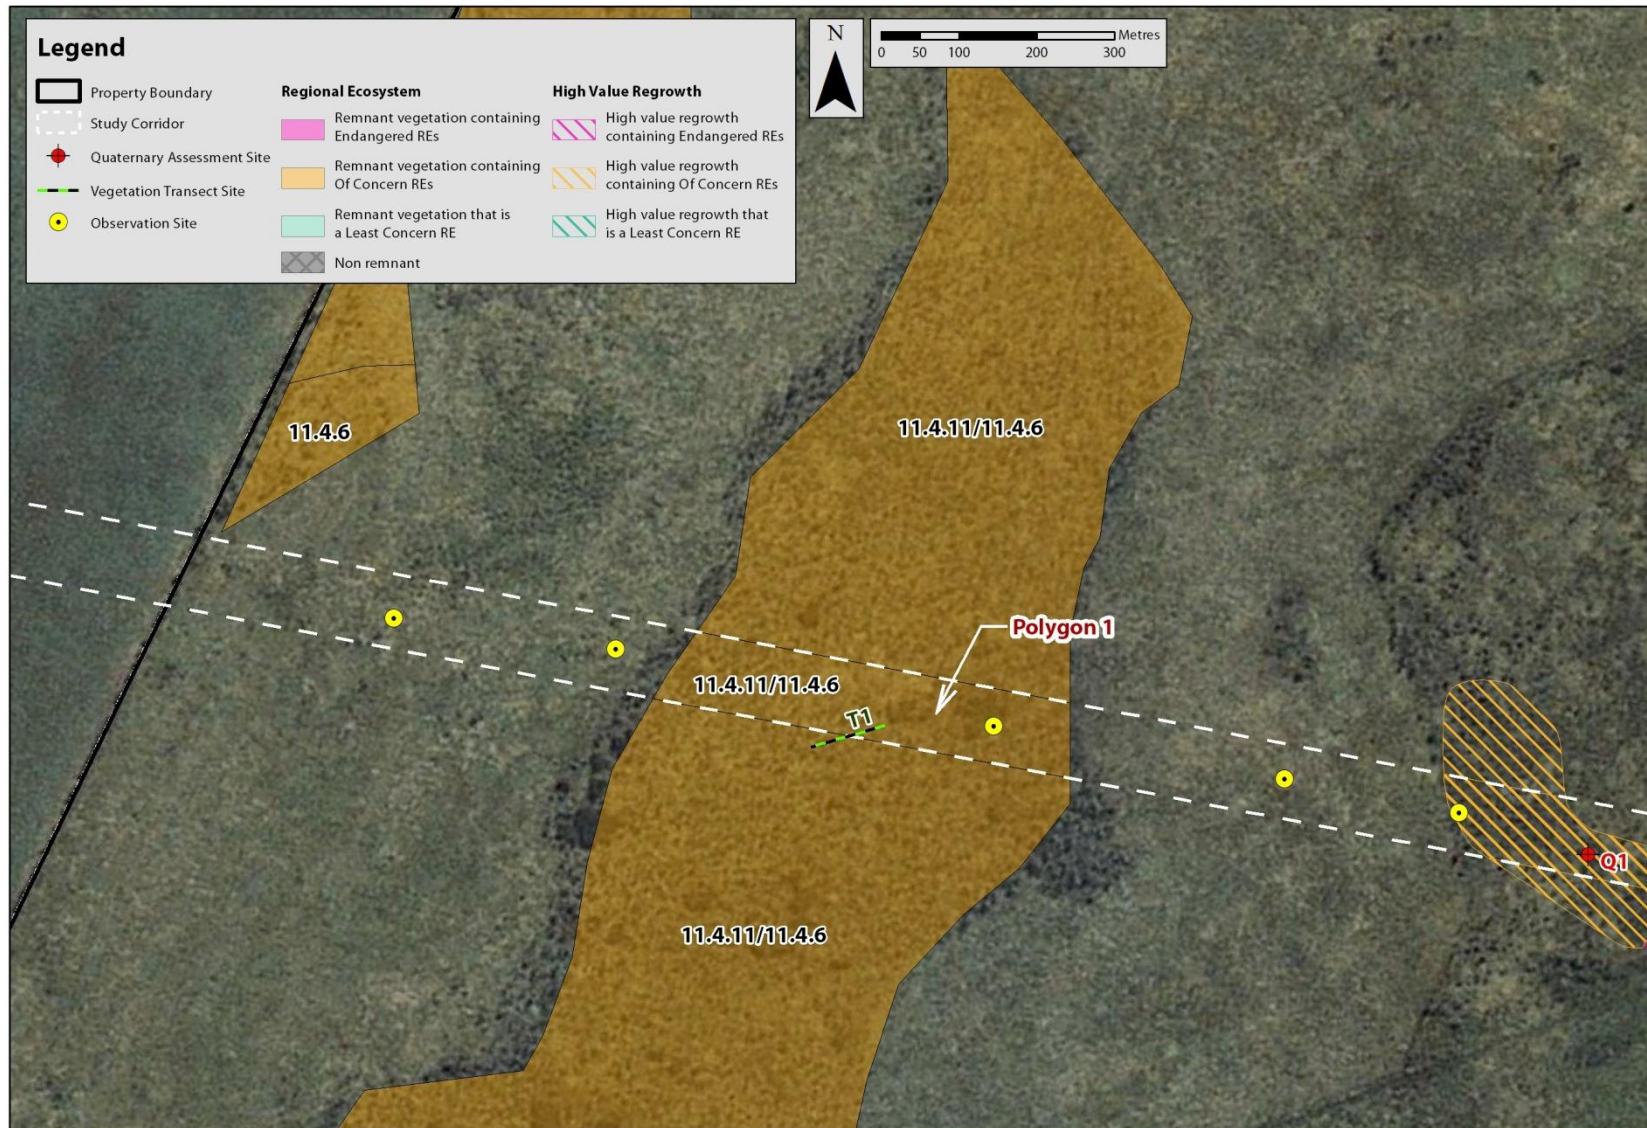 Legend
Property Boundary
Study Corridor
Quaternary Assessment Site
Vegetation Transect Site
Observation Site
Regional Ecosystem
Remnant vegetation containing
Endangered REs
Remnant vegetation containing
Of Concern REs
Remnant vegetation that is
a Least Concern RE
Non remnant
High Value Regrowth
High value regrowth
containing Endangered REs
High value regrowth
containing Of Concern REs
High value regrowth that
is a Least Concern RE
N
Metres
0 50 100 200 300
11.4.6
11.4.11/11.4.6
Polygon 1
11.4.11/11.4.6
T1
Q1
11.4.11/11.4.6